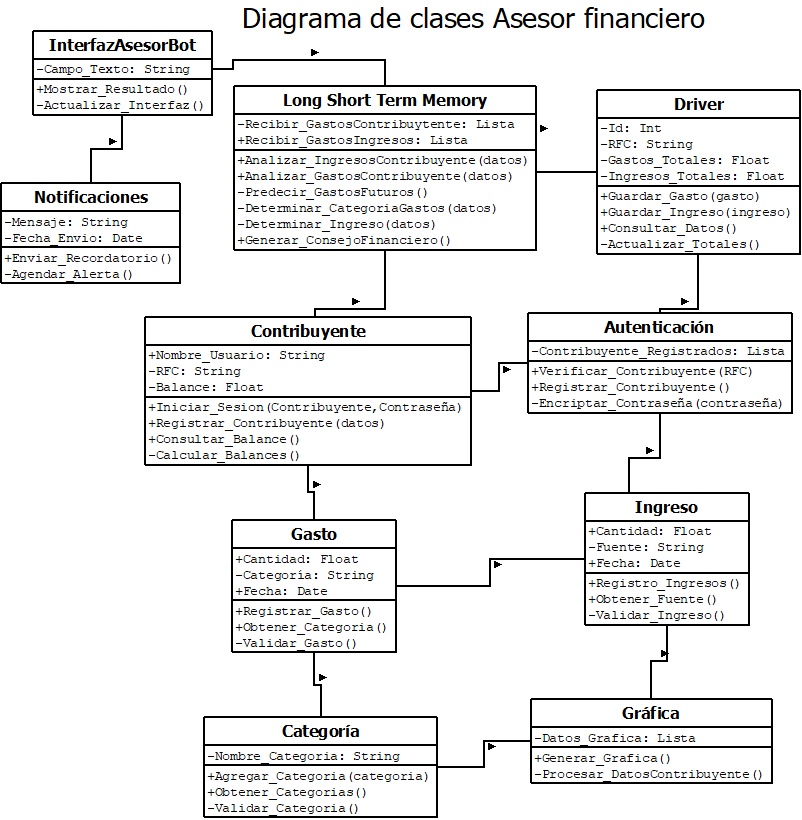 Diagrama de clases Asesor financiero
InterfazAsesorBot
-Campo_Texto: String
+Mostrar_Resultado()
-Actualizar_Interfaz()
Long Short Term Memory
-Recibir_GastosContribuytente: Lista
+Recibir_GastosIngresos: Lista
+Analizar_IngresosContribuyente(datos)
+Analizar_GastosContribuyente(datos)
-Predecir_GastosFuturos()
-Determinar_CategoriaGastos(datos)
-Determinar_Ingreso(datos)
+Generar_ConsejoFinanciero()
Driver
-Id: Int
-RFC: String
-Gastos_Totales: Float
-Ingresos_Totales: Float
+Guardar_Gasto(gasto)
+Guardar_Ingreso(ingreso)
+Consultar_Datos()
-Actualizar_Totales()
Notificaciones
-Mensaje: String
-Fecha_Envio: Date
+Enviar_Recordatorio()
-Agendar_Alerta()
Contribuyente
+Nombre_Usuario: String
-RFC: String
-Balance: Float
+Iniciar_Sesion(Contribuyente,Contraseña)
+Registrar_Contribuyente(datos)
+Consultar_Balance()
-Calcular_Balances()
Autenticación
-Contribuyente_Registrados: Lista
+Verificar_Contribuyente(RFC)
+Registrar_Contribuyente()
-Encriptar_Contraseña(contraseña)
Gasto
+Cantidad: Float
-Categoría: String
+Fecha: Date
+Registrar_Gasto()
+Obtener_Categoria()
-Validar_Gasto()
Ingreso
+Cantidad: Float
-Fuente: String
+Fecha: Date
+Registro_Ingresos()
+Obtener_Fuente()
-Validar_Ingreso()
Categoría
-Nombre_Categoria: String
+Agregar_Categoria(categoria)
+Obtener_Categorias()
-Validar_Categoria()
Gráfica
-Datos_Grafica: Lista
+Generar_Grafica()
-Procesar_DatosContribuyente()